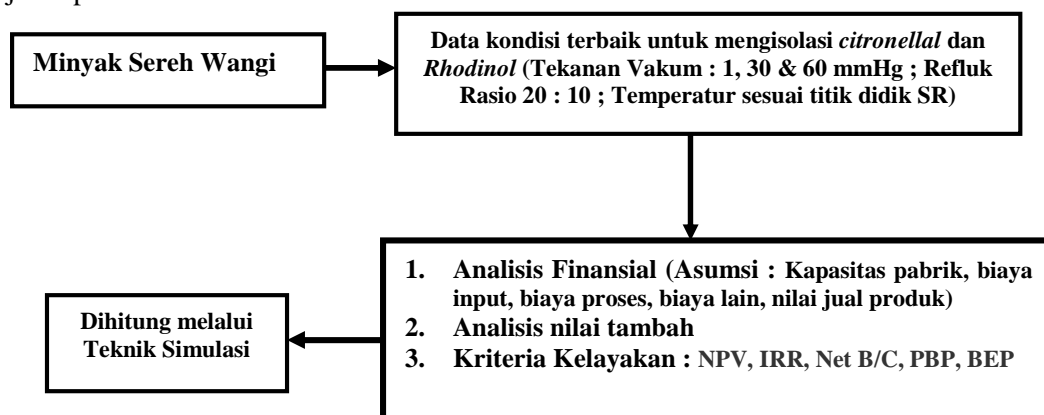 Minyak Sereh Wangi
Data kondisi terbaik untuk mengisolasi citronellal dan
Rhodinol (Tekanan Vakum : 1, 30 & 60 mmHg ; Refluk
Rasio 20 : 10 ; Temperatur sesuai titik didik SR)
1. Analisis Finansial (Asumsi : Kapasitas pabrik, biaya
input, biaya proses, biaya lain, nilai jual produk)
2. Analisis nilai tambah
3. Kriteria Kelayakan : NPV, IRR, Net B/C, PBP, BEP
Dihitung melalui
Teknik Simulasi